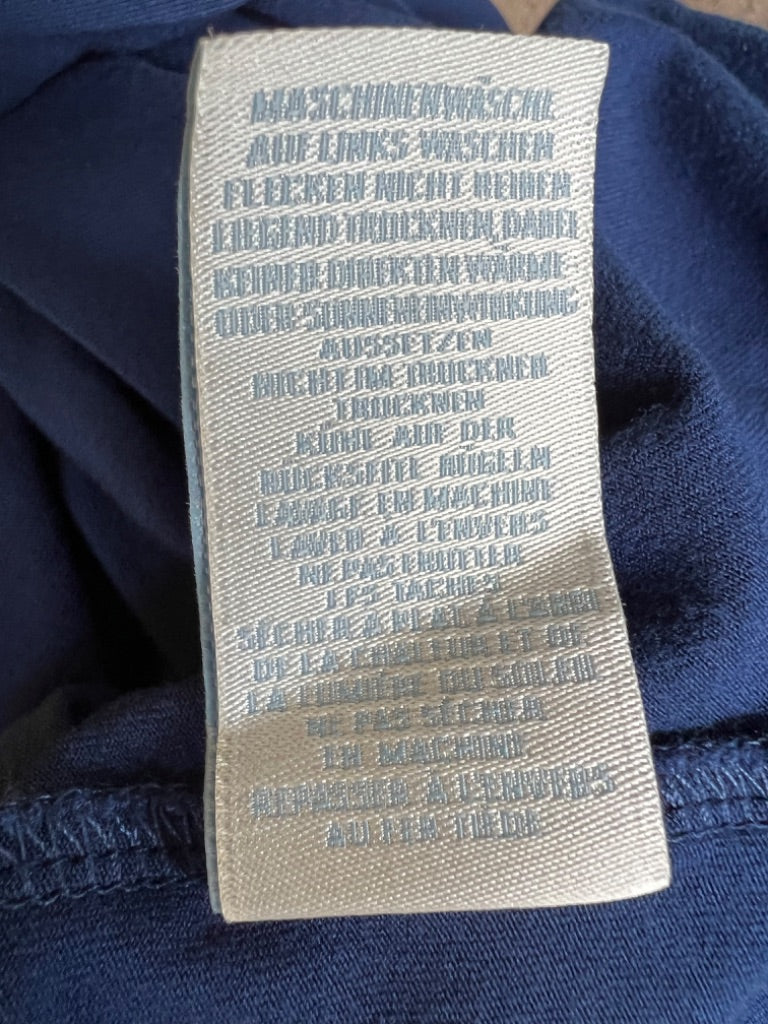 MASCHINENWÄSCHE
AUF LINKS WASCHEN
FLECKEN NICHT REIBEN
LIEGEND TROCKNEN, DABEI
KEINER DIREKTEN WÄRME
ODER SONNENEINWIRKUNG
AUSSETZEN
NICHT IM TROCKNER
TROCKNEN
KÜHL AUF DER
RÜCKSEITE BÜGELN
LAVAGE EN MACHINE
LAVER À L'ENVERS
NE PAS FROTTER
LES TACHES
SÉCHER À PLAT, À L'ABRI
DE LA CHALEUR ET DE
LA LUMIÈRE DU SOLEIL
NE PAS SÉCHER
EN MACHINE
REPASSER À L'ENVERS
AU FER TIÈDE